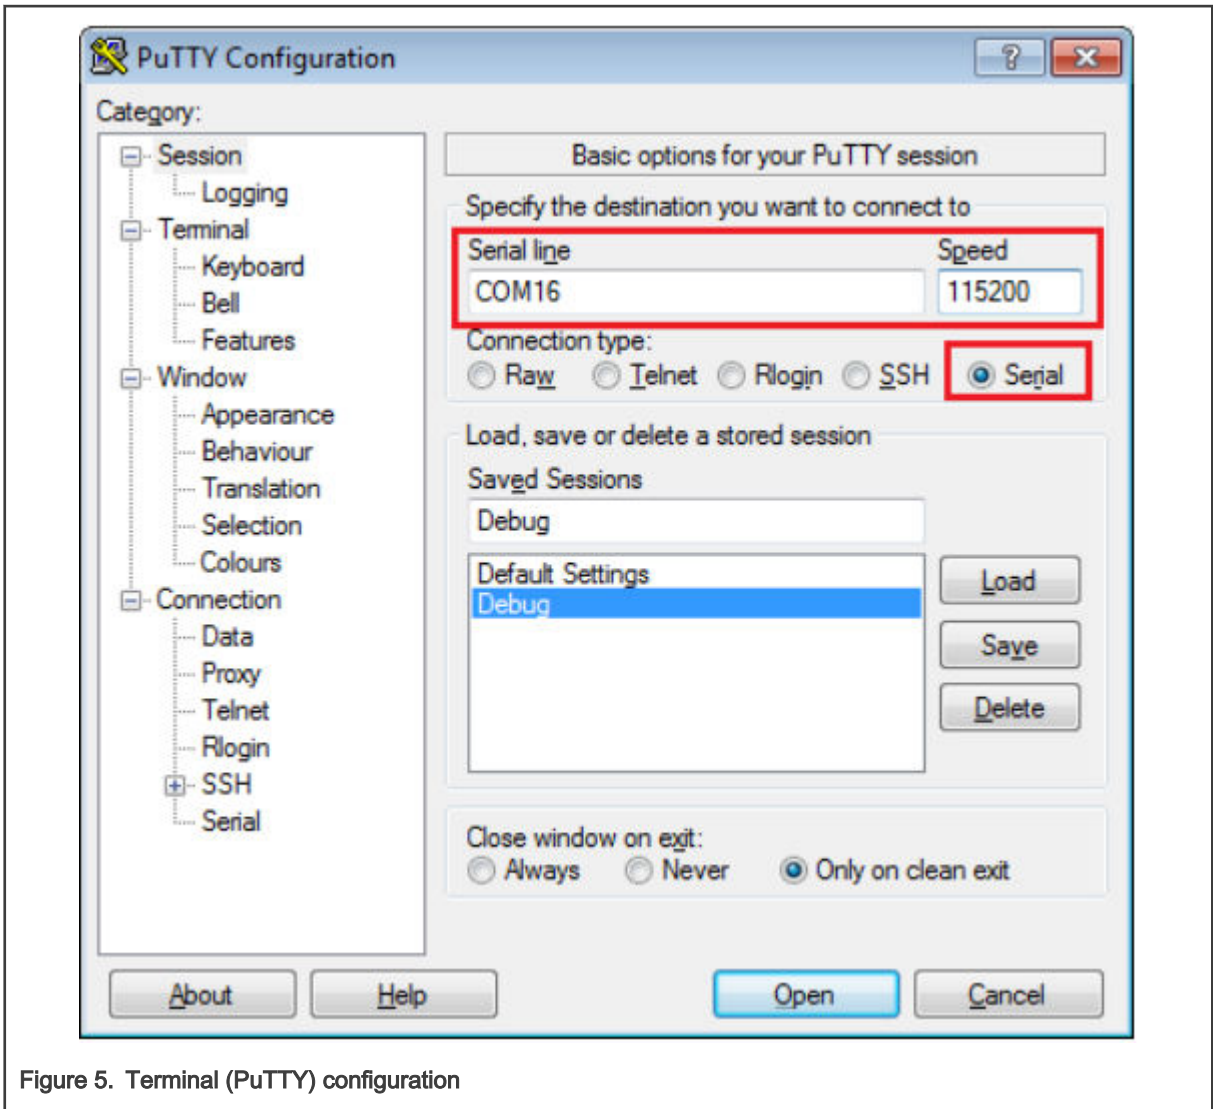 PuTTY Configuration
Category:
Session
Logging
Terminal
Keyboard
Bell
Features
Window
Appearance
Behaviour
Translation
Selection
Colours
Connection
Data
Proxy
Telnet
Rlogin
SSH
Serial
Basic options for your PuTTY session
Specify the destination you want to connect to
Serial line Speed
COM16 115200
Connection type:
Raw Telnet Rlogin SSH Serial
Load, save or delete a stored session
Saved Sessions
Debug
Default Settings
Debug
Load
Save
Delete
Close window on exit:
Always Never Only on clean exit
About Help Open Cancel
Figure 5. Terminal (PuTTY) configuration